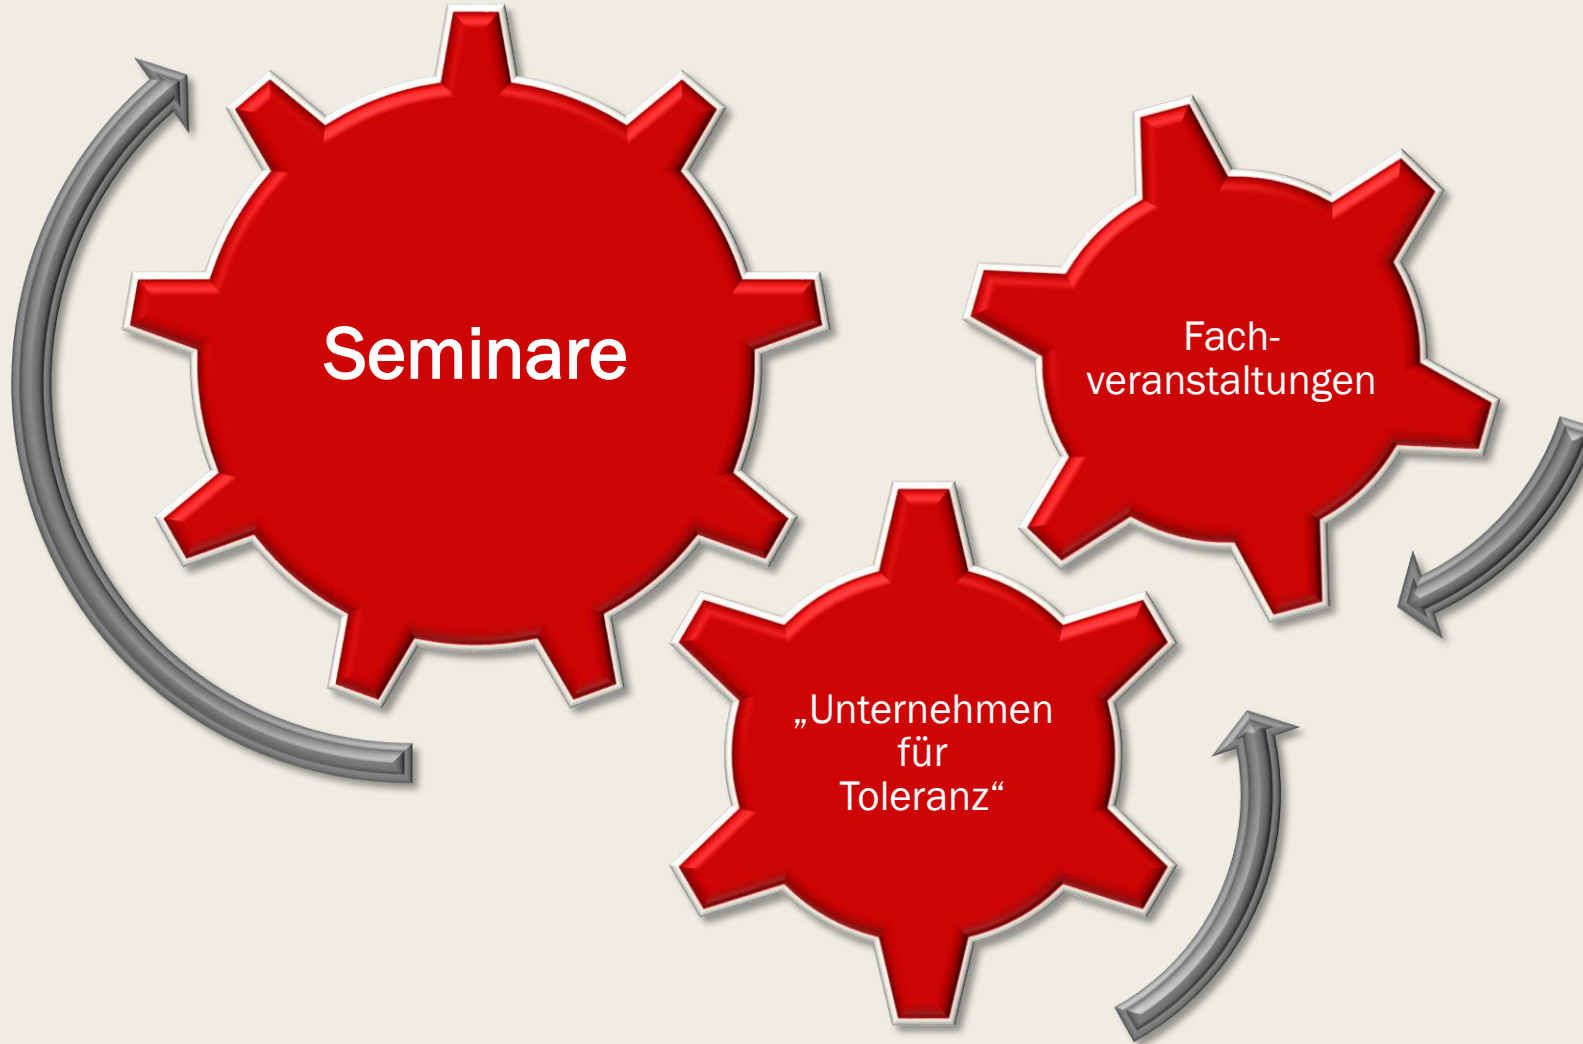 Seminare
Fach-
veranstaltungen
„Unternehmen
für
Toleranz“